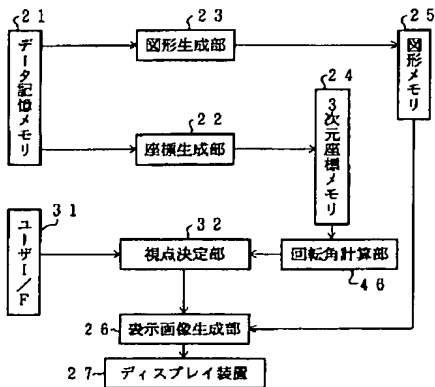 21
データ記憶メモリ
23
図形生成部
25
図形メモリ
24
3次元座標メモリ
22
座標生成部
31
ユーザI/F
32
視点決定部
回転角計算部
46
26
表示画像生成部
27
ディスプレイ装置